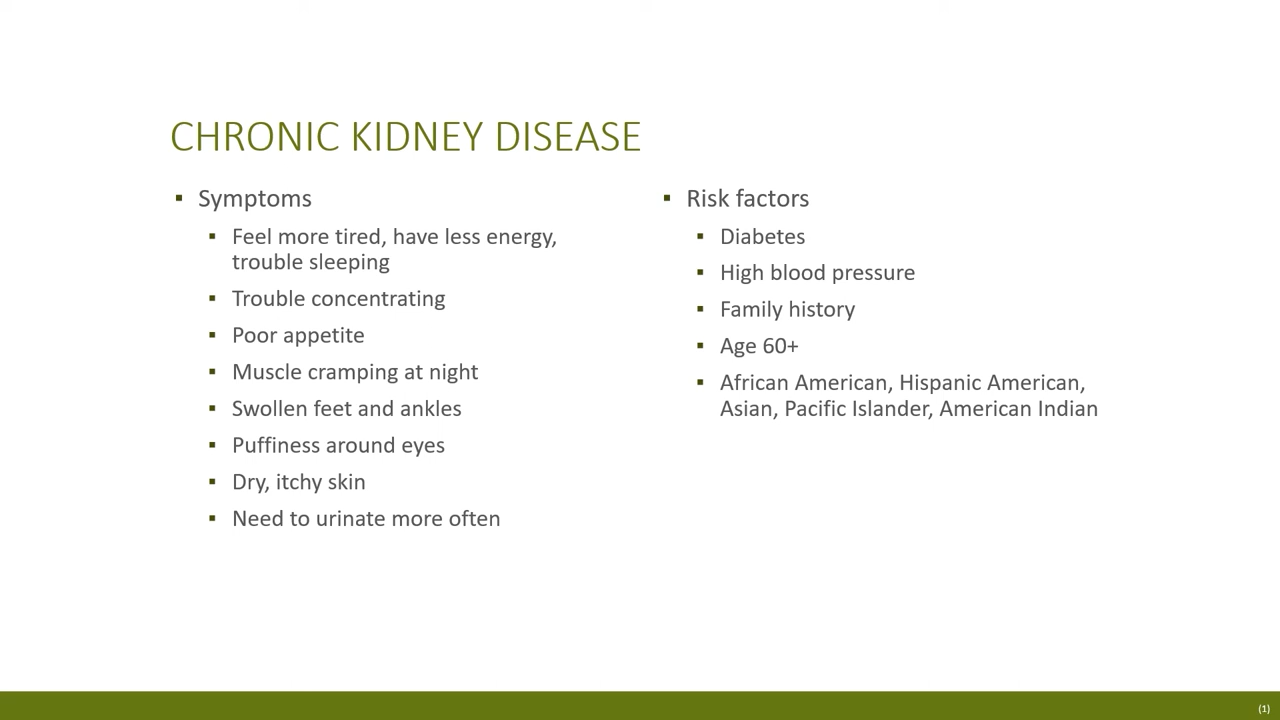 CHRONIC KIDNEY DISEASE
▪ Symptoms
▪ Feel more tired, have less energy,
trouble sleeping
▪ Trouble concentrating
▪ Poor appetite
▪ Muscle cramping at night
▪ Swollen feet and ankles
▪ Puffiness around eyes
▪ Dry, itchy skin
▪ Need to urinate more often
▪ Risk factors
▪ Diabetes
▪ High blood pressure
▪ Family history
▪ Age 60+
▪ African American, Hispanic American,
Asian, Pacific Islander, American Indian
(1)